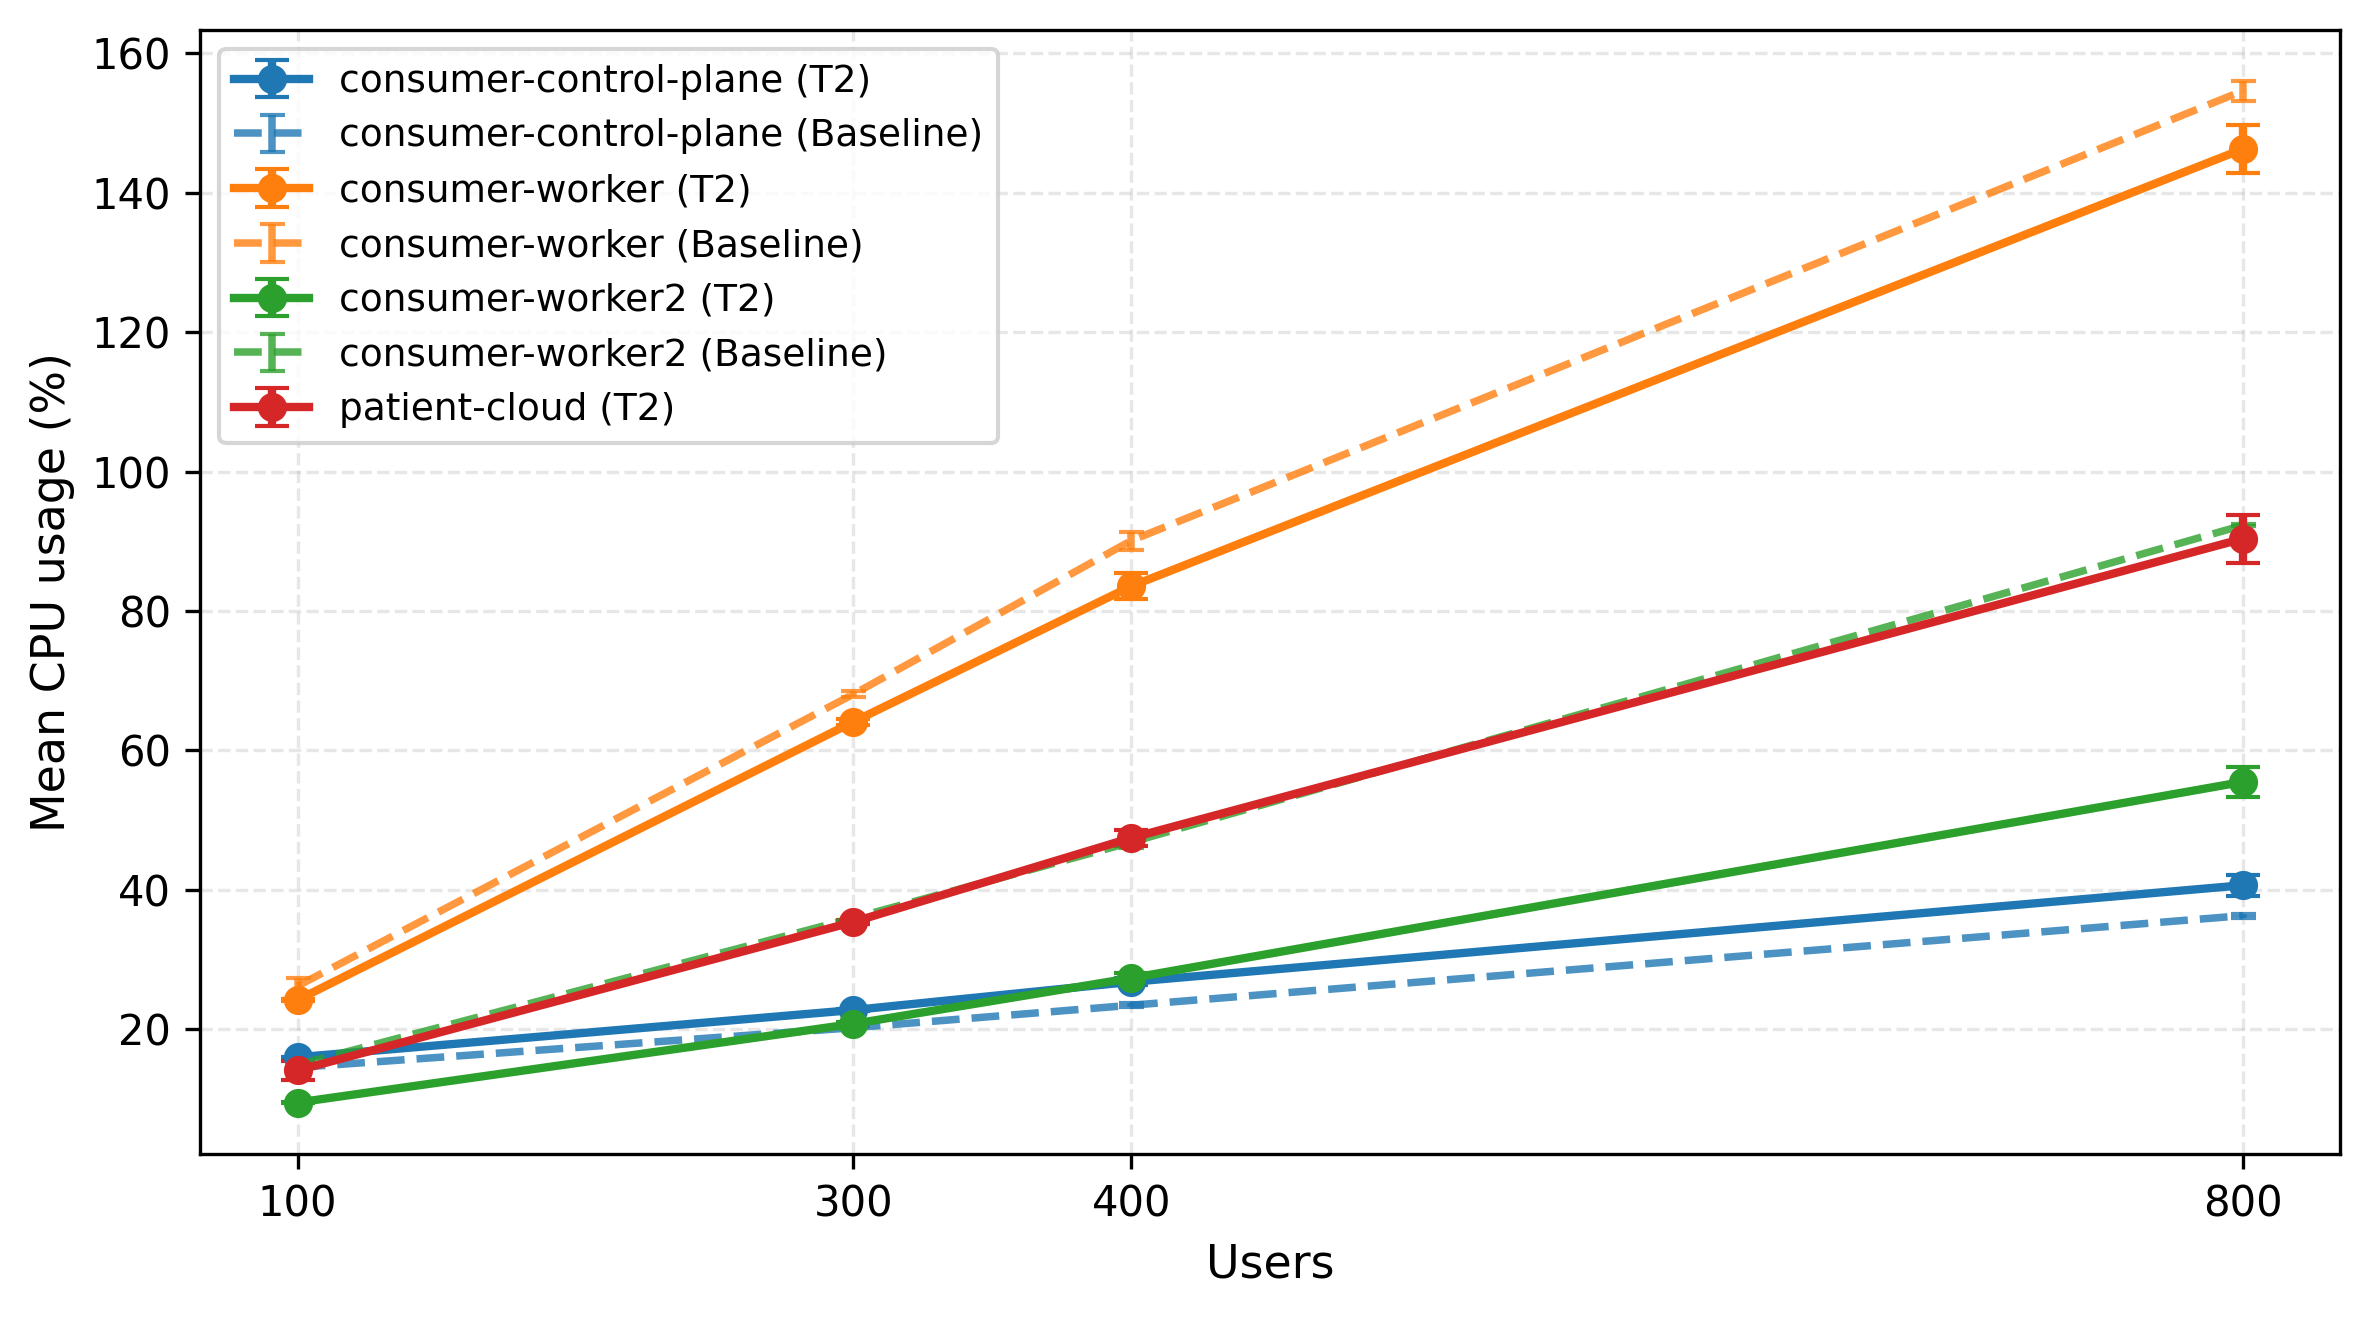 consumer-control-plane (T2)
consumer-control-plane (Baseline)
consumer-worker (T2)
consumer-worker (Baseline)
consumer-worker2 (T2)
consumer-worker2 (Baseline)
patient-cloud (T2)
Mean CPU usage (%)
160
140
120
100
80
60
40
20
100 300 400 800
Users